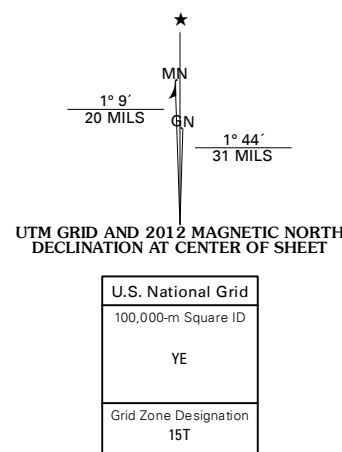 ★
MN
GN
1° 9´
20 MILS
1° 44´
31 MILS
UTM GRID AND 2012 MAGNETIC NORTH
DECLINATION AT CENTER OF SHEET
U.S. National Grid
100,000-m Square ID
YE
Grid Zone Designation
15T